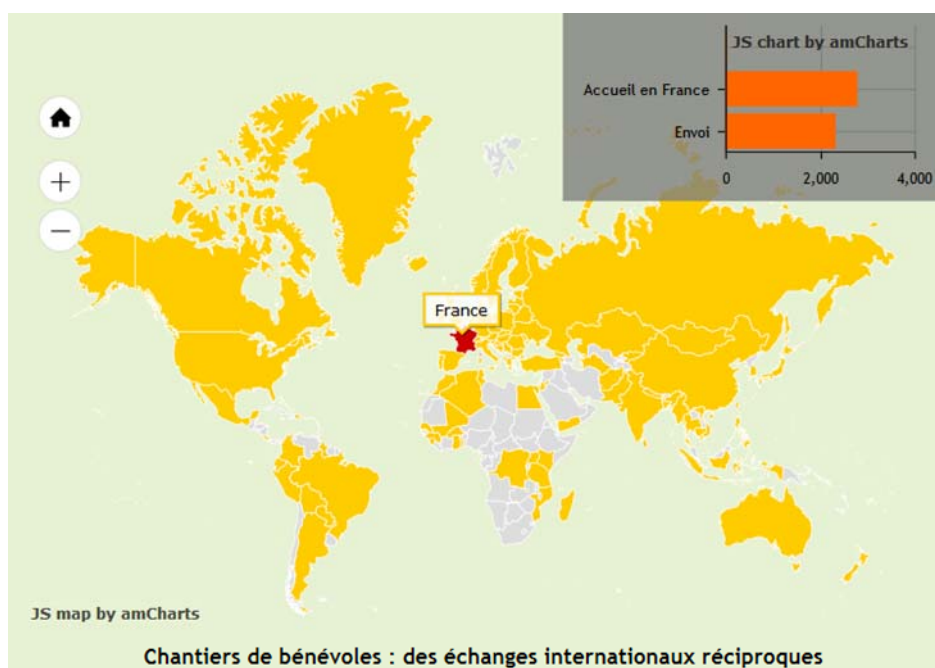 JS chart by amCharts
Accueil en France
Envoi
0 2,000 4,000
+
−
France
JS map by amCharts
Chantiers de bénévoles : des échanges internationaux réciproques